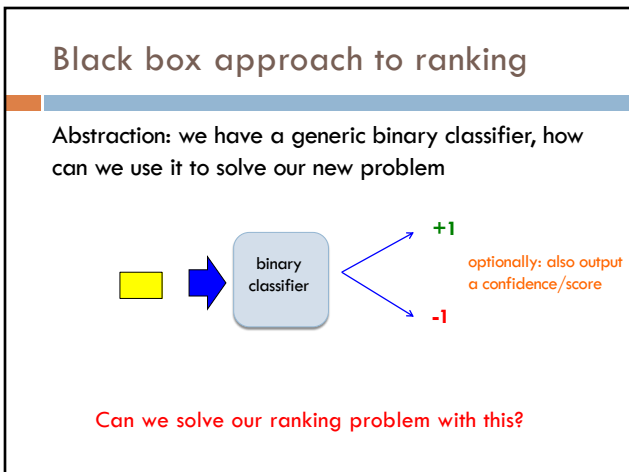 Black box approach to ranking
Abstraction: we have a generic binary classifier, how
can we use it to solve our new problem
+1
binary
classifier
optionally: also output
a confidence/score
-1
Can we solve our ranking problem with this?